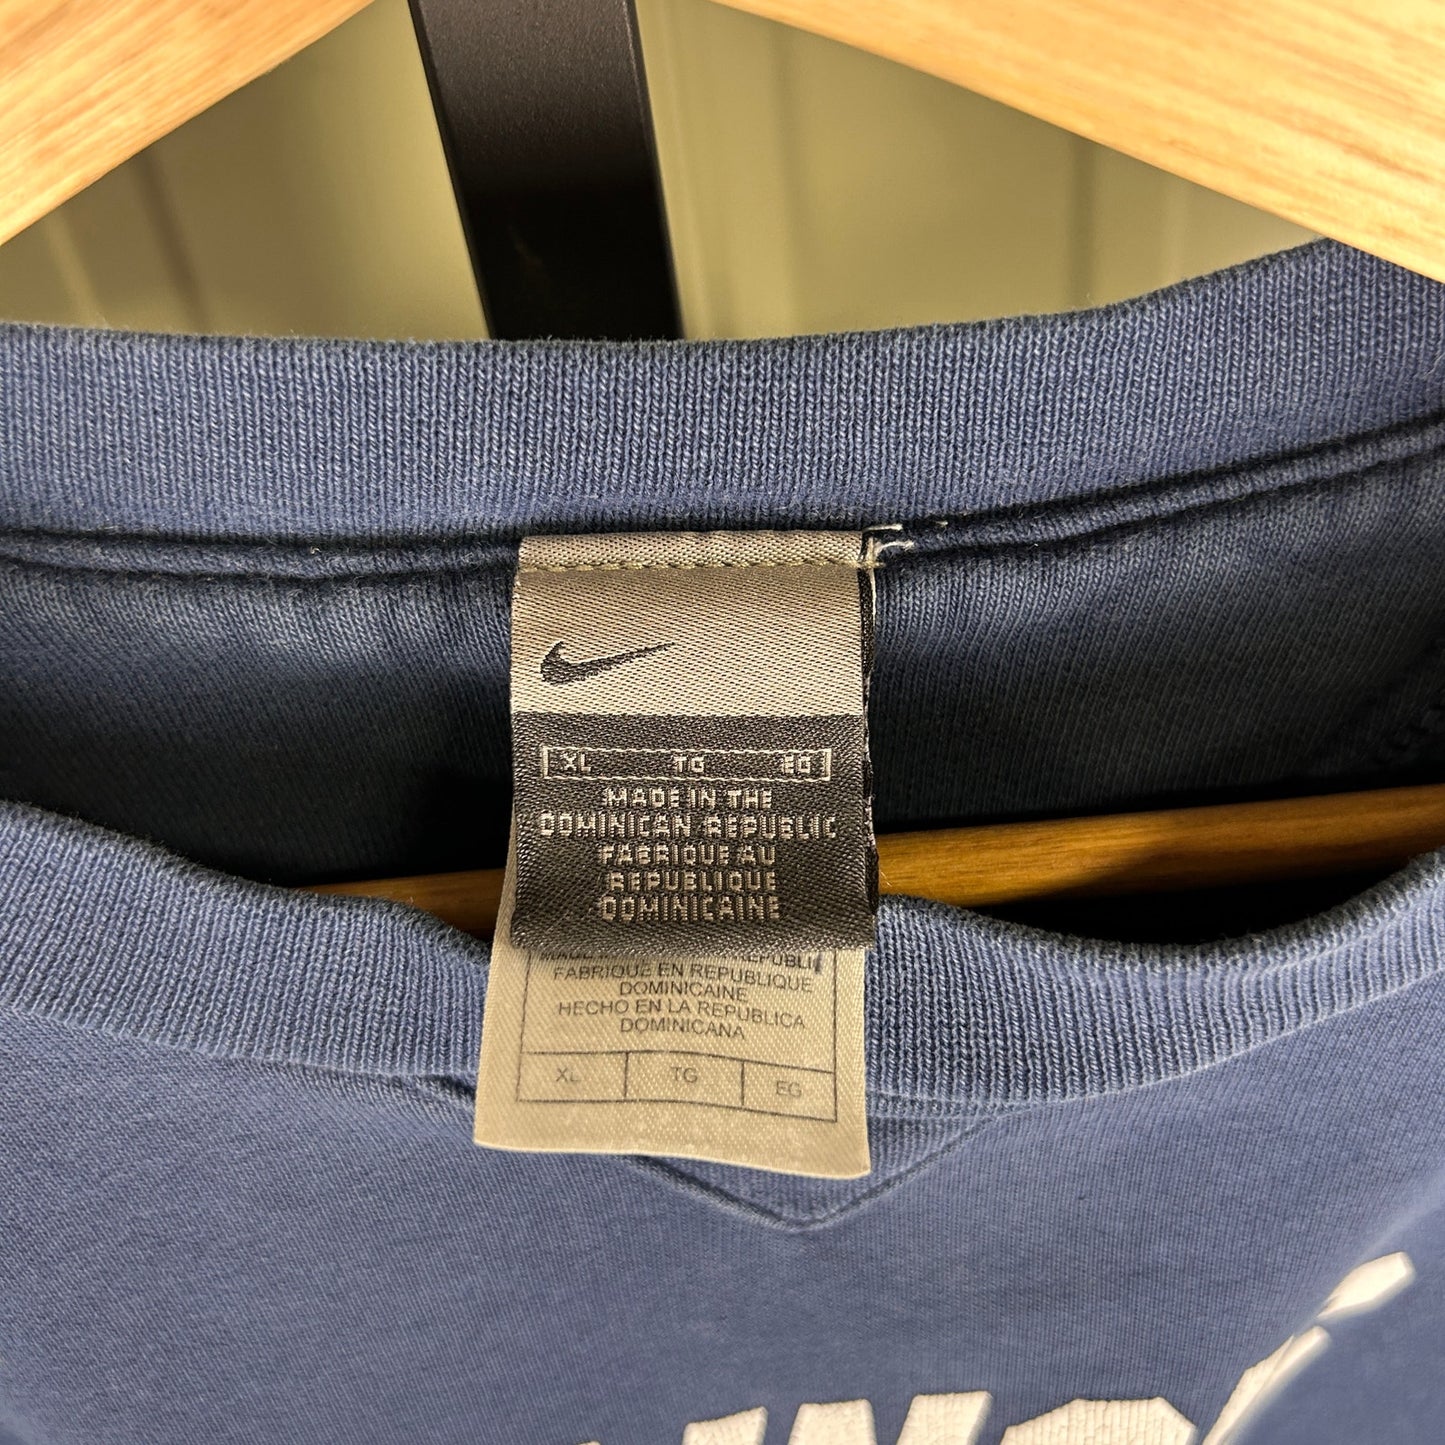 XL TG EG
MADE IN THE
DOMINICAN REPUBLIC
FABRIQUE AU
REPUBLIQUE
DOMINICAINE
FABRIQUE EN REPUBLIQUE
DOMINICAINE
HECHO EN LA REPUBLICA
DOMINICANA
XL TG EG